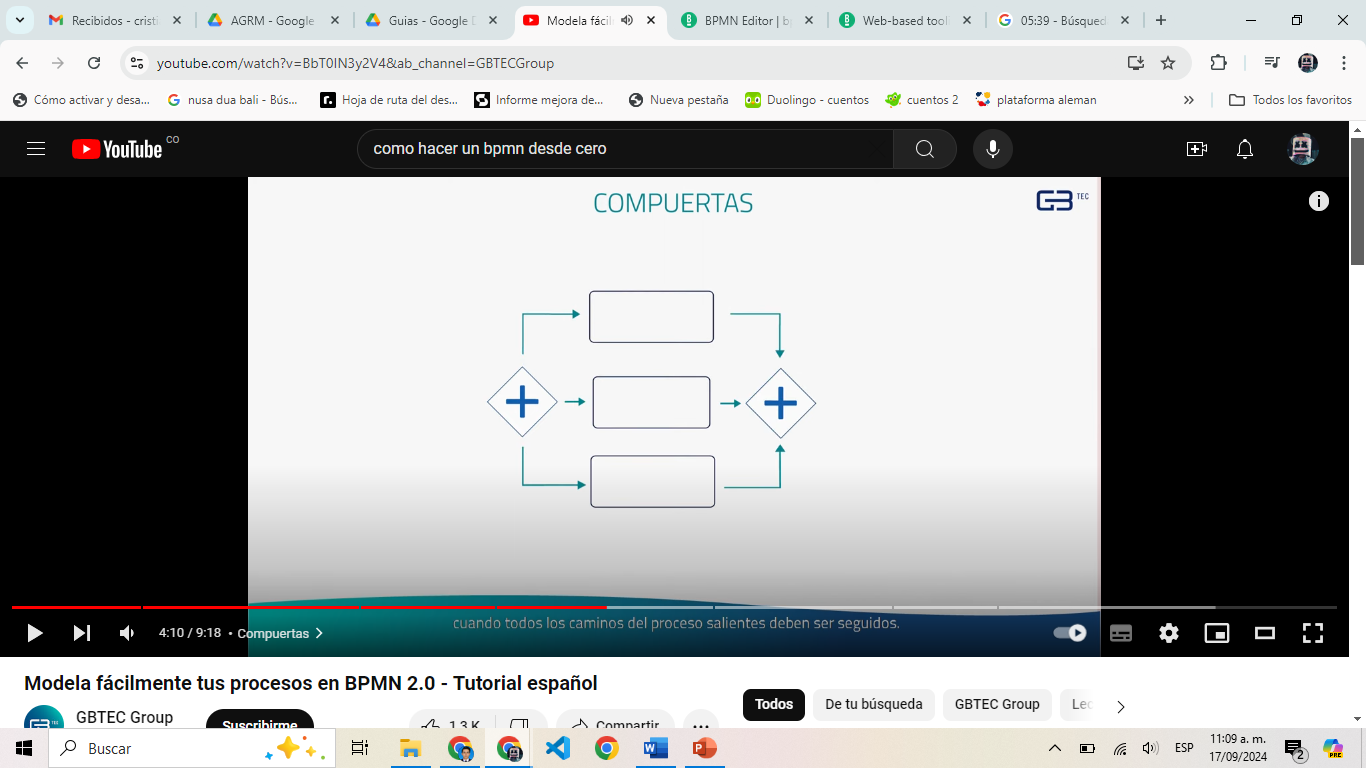 Recibidos - cristi
AGRM - Google
Guias - Google D
Modela fácil
BPMN Editor | b
Web-based tool
05:39 - Búsqued
youtube.com/watch?v=BbT0IN3y2V4&ab_channel=GBTECGroup
Cómo activar y desa...
nusa dua bali - Bús...
Hoja de ruta del des...
Informe mejora de...
Nueva pestaña
Duolingo - cuentos
cuentos 2
plataforma aleman
Todos los favoritos
YouTube CO
como hacer un bpmn desde cero
COMPUERTAS
GB TEC
cuando todos los caminos del proceso salientes deben ser seguidos.
4:10 / 9:18 • Compuertas
Modela fácilmente tus procesos en BPMN 2.0 - Tutorial español
GBTEC Group
Suscribirme
1.3 K
Compartir
Todos
De tu búsqueda
GBTEC Group
Lec
Buscar
ESP
11:09 a. m.
17/09/2024
2
PRE